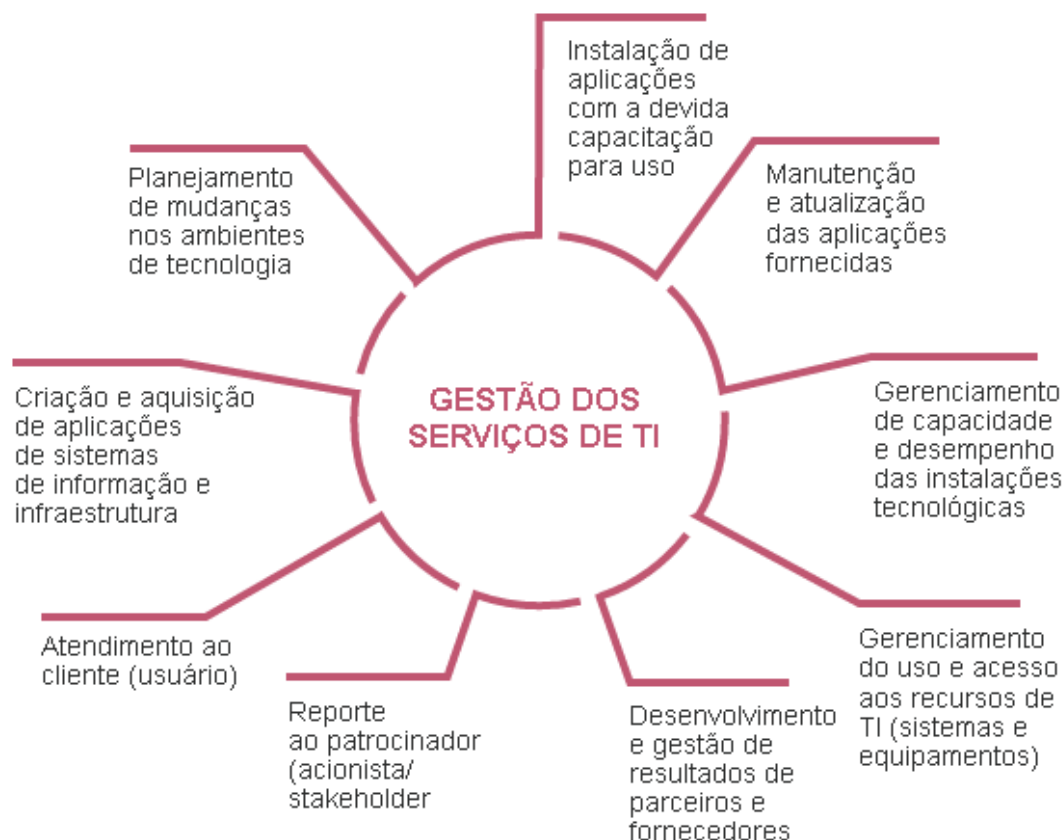 Instalação de
aplicações
com a devida
capacitação
para uso
Manutenção
e atualização
das aplicações
fornecidas
Gerenciamento
de capacidade
e desempenho
das instalações
tecnológicas
Gerenciamento
do uso e acesso
aos recursos de
TI (sistemas e
equipamentos)
Desenvolvimento
e gestão de
resultados de
parceiros e
fornecedores
Reporte
ao patrocinador
(acionista/
stakeholder
Atendimento ao
cliente (usuário)
Criação e aquisição
de aplicações
de sistemas
de informação e
infraestrutura
Planejamento
de mudanças
nos ambientes
de tecnologia
GESTÃO DOS
SERVIÇOS DE TI